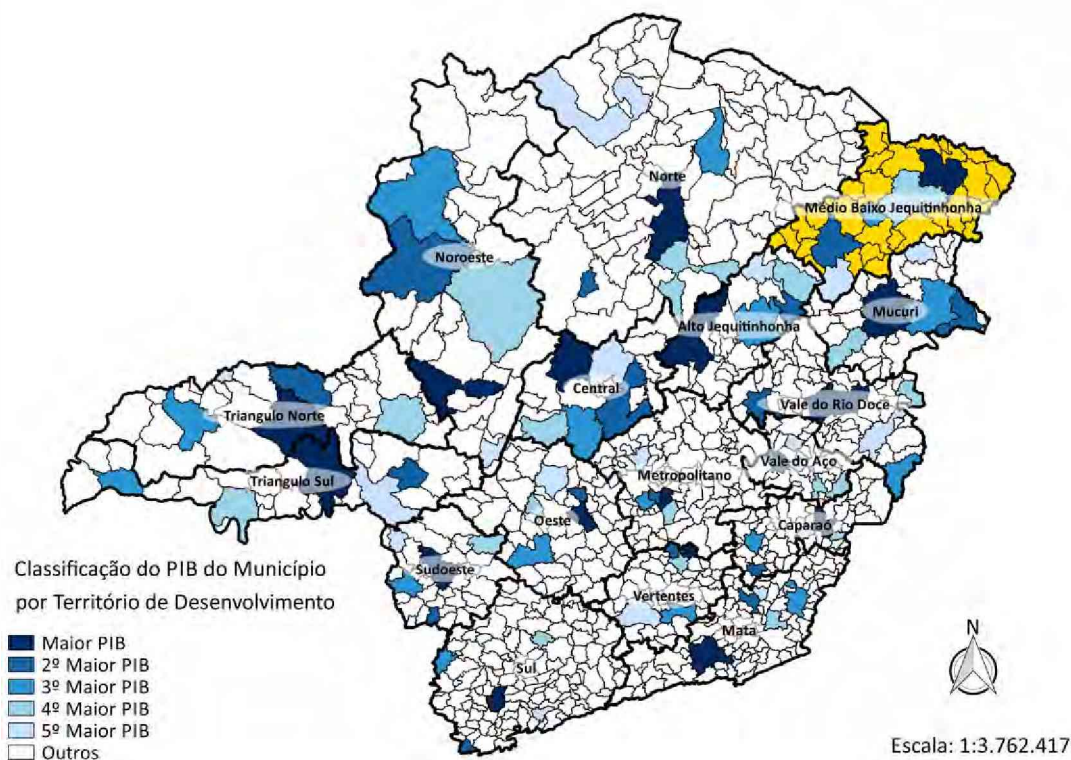 Norte
Médio Baixo Jequitinhonha
Noroeste
Mucuri
Alto Jequitinhonha
Central
Vale do Rio Doce
Triangulo Norte
Metropolitano
Vale do Aço
Triangulo Sul
Oeste
Caparaó
Sudoeste
Vertentes
Mata
Sul
Classificação do PIB do Município
por Território de Desenvolvimento
Maior PIB
2º Maior PIB
3º Maior PIB
4º Maior PIB
5º Maior PIB
Outros
N
Escala: 1:3.762.417